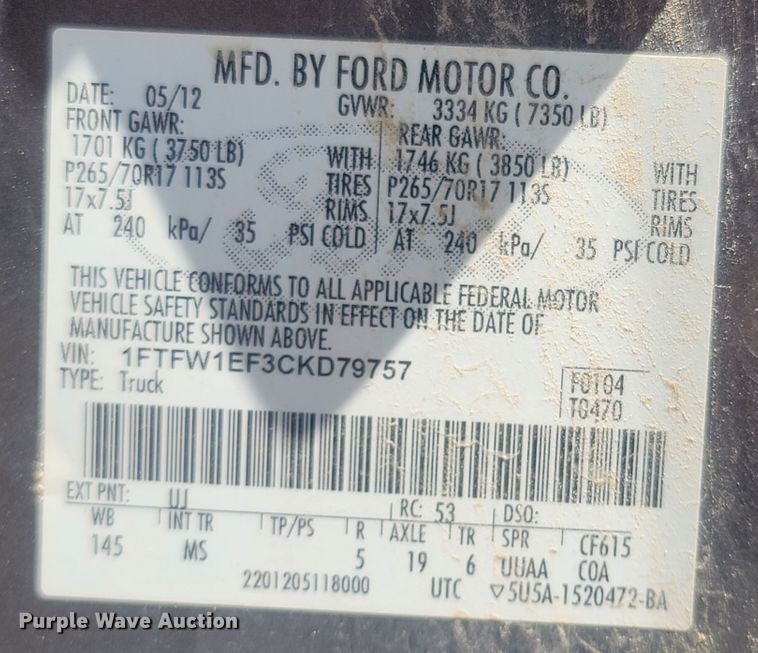 MFD. BY FORD MOTOR CO.
DATE: 05/12 GVWR: 3334 KG ( 7350 LB)
FRONT GAWR: REAR GAWR:
1701 KG ( 3750 LB) WITH 1746 KG ( 3850 LB) WITH
P265/70R17 113S TIRES P265/70R17 113S TIRES
17x7.5J RIMS 17x7.5J RIMS
AT 240 kPa/ 35 PSI COLD AT 240 kPa/ 35 PSI COLD
THIS VEHICLE CONFORMS TO ALL APPLICABLE FEDERAL MOTOR
VEHICLE SAFETY STANDARDS IN EFFECT ON THE DATE OF
MANUFACTURE SHOWN ABOVE.
VIN: 1FTFW1EF3CKD79757
TYPE: Truck F0104
T0470
EXT PNT: UJ RC: 53 DSO:
WB INT TR TP/PS R AXLE TR SPR CF615
145 MS 5 19 6 UUAA COA
2201205118000 UTC ▽5U5A-1520472-BA
Purple Wave Auction